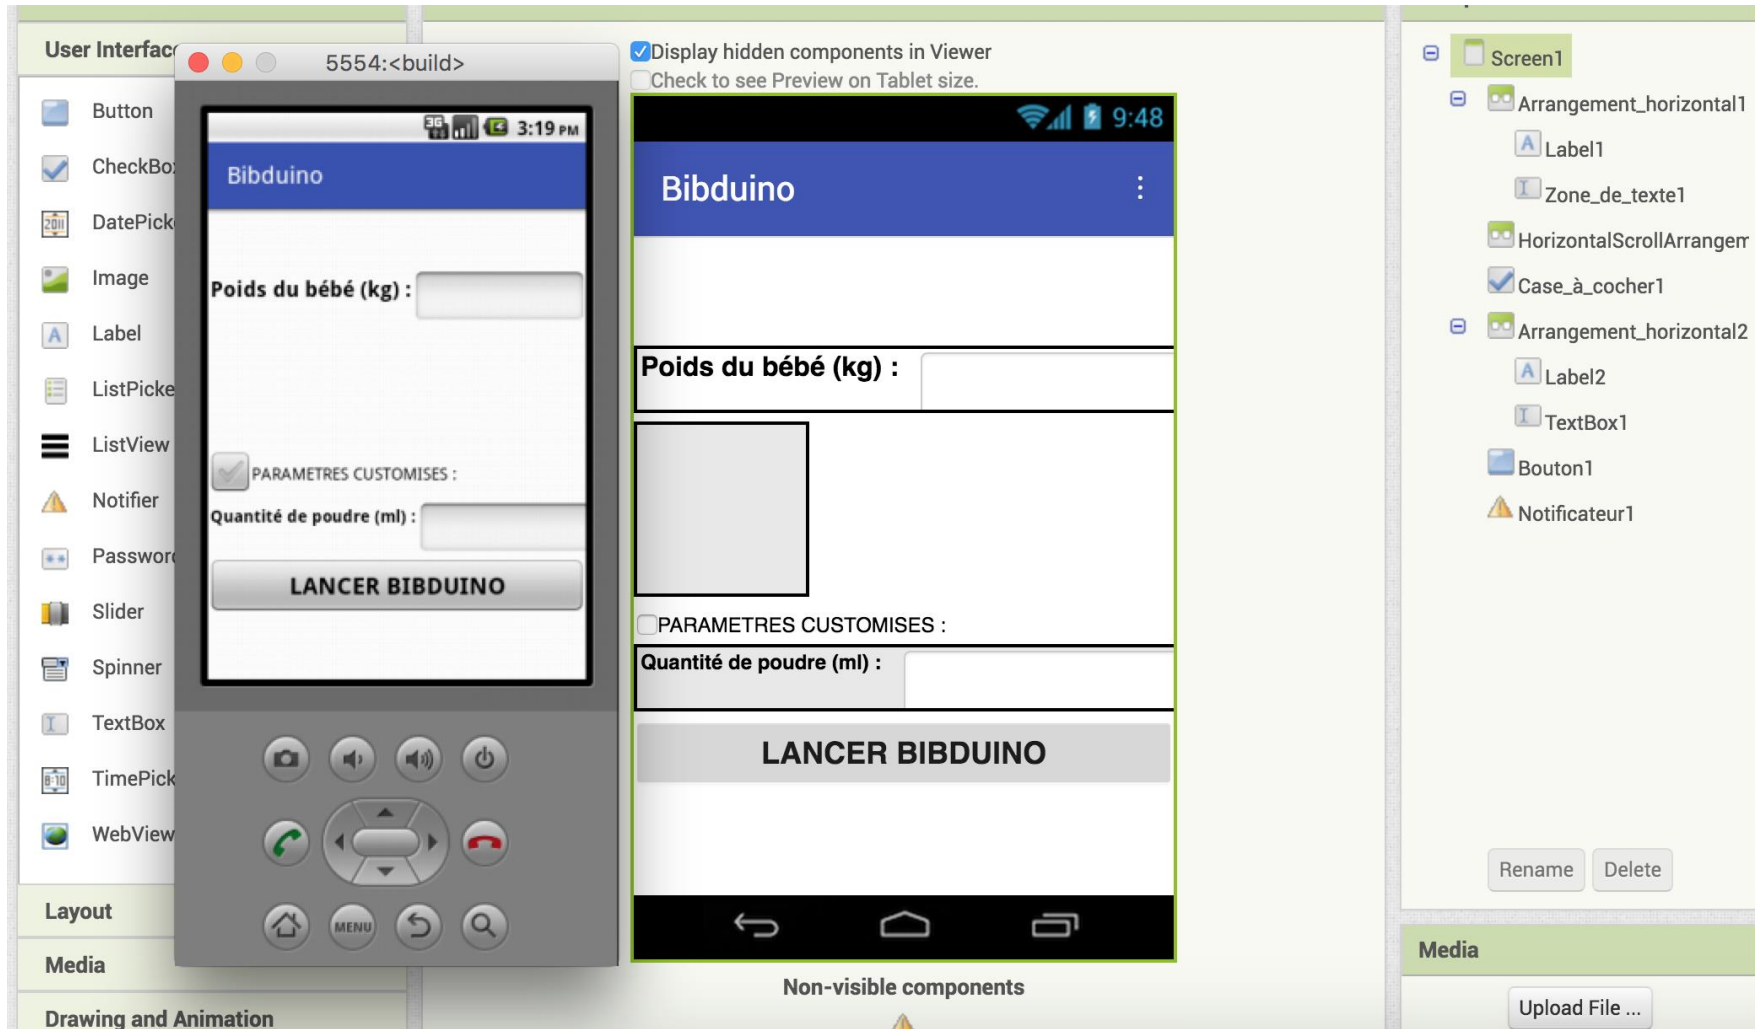 User Interface
Button
CheckBox
DatePick
Image
Label
ListPicke
ListView
Notifier
Password
Slider
Spinner
TextBox
TimePick
WebView
Layout
Media
Drawing and Animation
5554:<build>
3G
3:19 PM
Bibduino
Poids du bébé (kg) :
PARAMETRES CUSTOMISES :
Quantité de poudre (ml) :
LANCER BIBDUINO
MENU
Display hidden components in Viewer
Check to see Preview on Tablet size.
9:48
Bibduino
Poids du bébé (kg) :
PARAMETRES CUSTOMISES :
Quantité de poudre (ml) :
LANCER BIBDUINO
Non-visible components
Screen1
Arrangement_horizontal1
Label1
Zone_de_texte1
HorizontalScrollArrangem
Case_à_cocher1
Arrangement_horizontal2
Label2
TextBox1
Bouton1
Notificateur1
Rename Delete
Media
Upload File ...